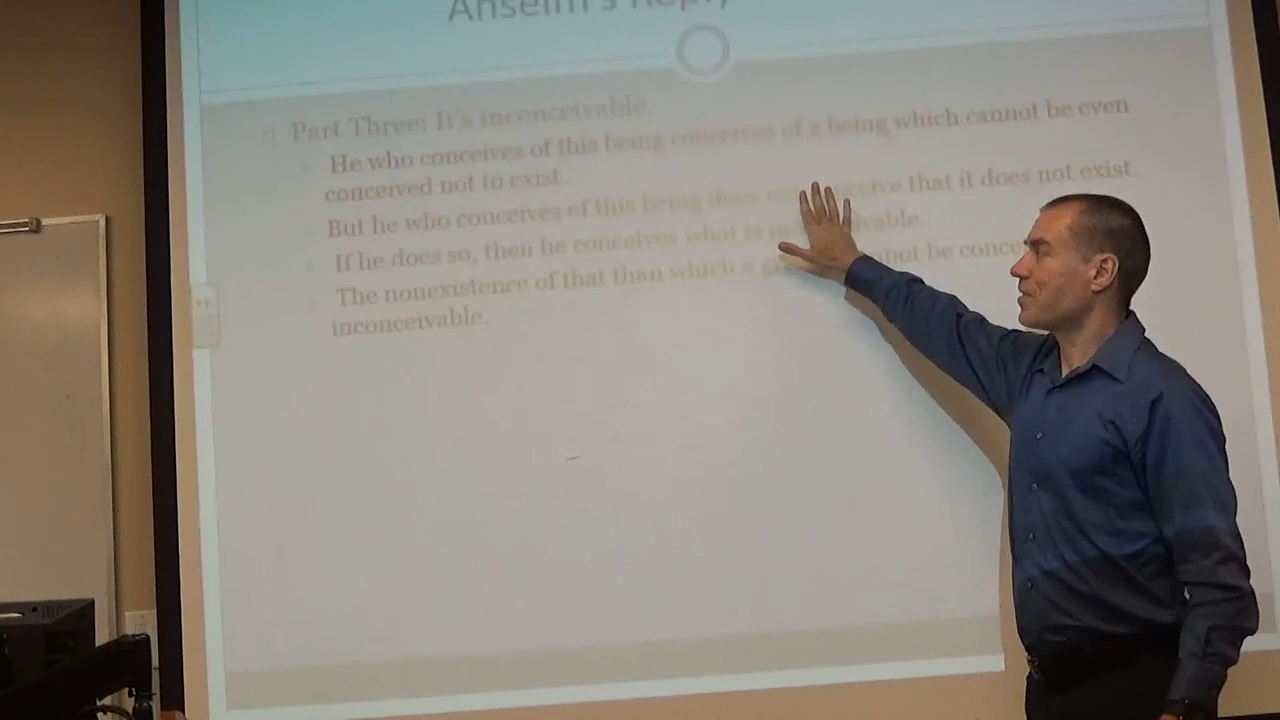 Anselm's Reply
Part Three: It's inconceivable.
He who conceives of this being conceives of a being which cannot be even
conceived not to exist.
But he who conceives of this being does not conceive that it does not exist.
If he does so, then he conceives what is
The nonexistence of that than which a cannot be
inconceivable.